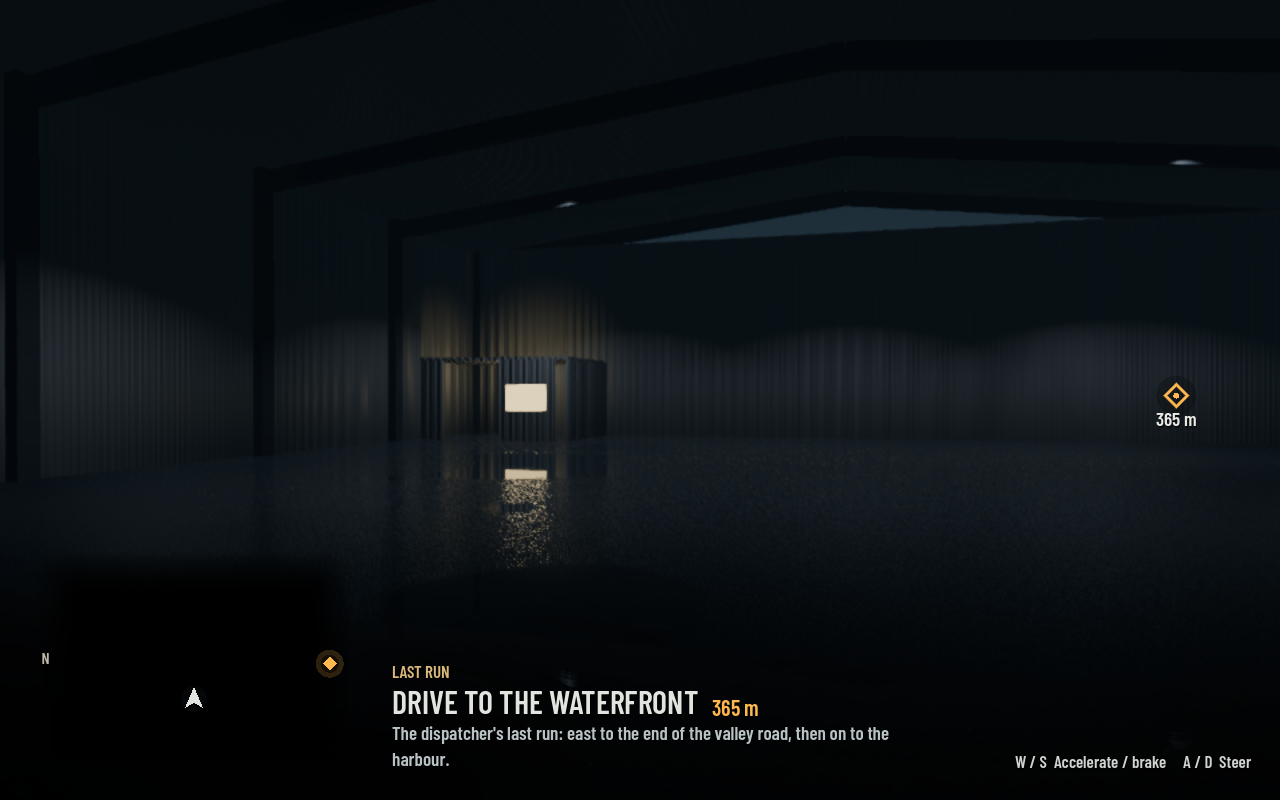 365 m
N
LAST RUN
DRIVE TO THE WATERFRONT 365 m
The dispatcher's last run: east to the end of the valley road, then on to the
harbour.
W / S Accelerate / brake A / D Steer